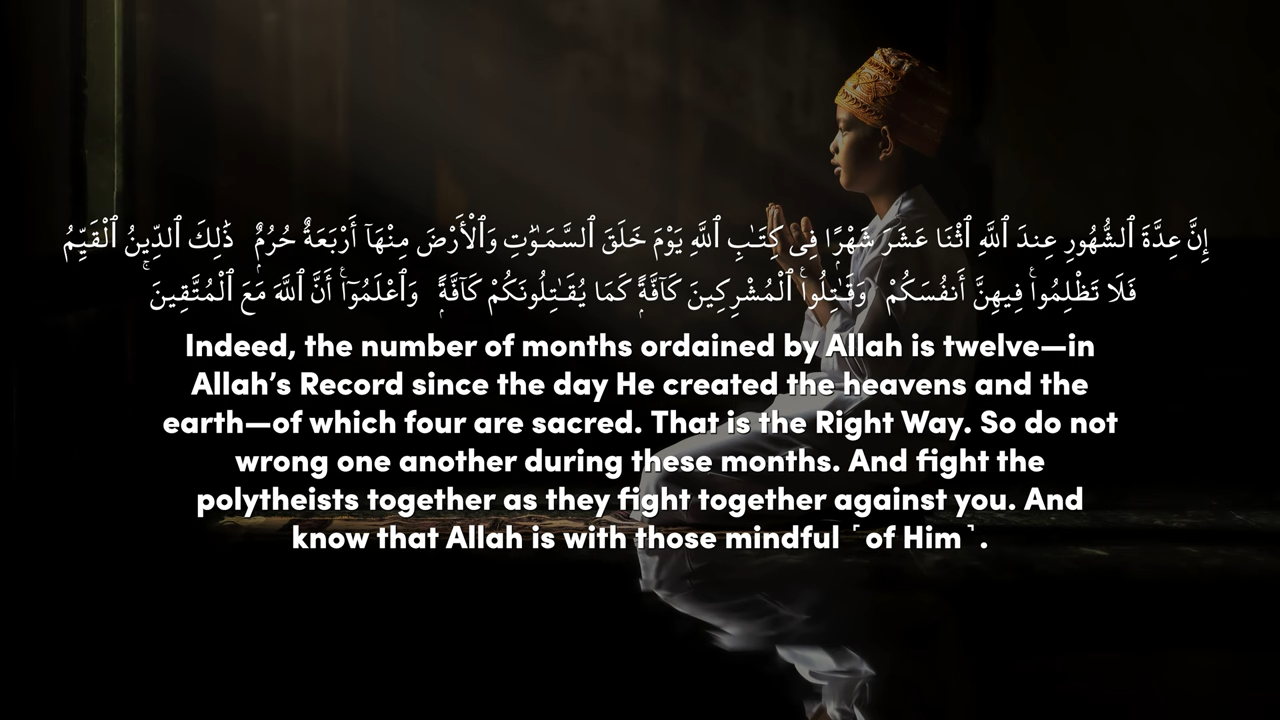 إِنَّ عِدَّةَ ٱلشُّهُورِ عِندَ ٱللَّهِ ٱثْنَا عَشَرَ شَهْرًۭا فِى كِتَـٰبِ ٱللَّهِ يَوْمَ خَلَقَ ٱلسَّمَـٰوَٰتِ وَٱلْأَرْضَ مِنْهَآ أَرْبَعَةٌ حُرُمٌۭ ذَٰلِكَ ٱلدِّينُ ٱلْقَيِّمُ
فَلَا تَظْلِمُوا۟ فِيهِنَّ أَنفُسَكُمْ وَقَـٰتِلُوا۟ ٱلْمُشْرِكِينَ كَآفَّةًۭ كَمَا يُقَـٰتِلُونَكُمْ كَآفَّةًۭ وَٱعْلَمُوٓا۟ أَنَّ ٱللَّهَ مَعَ ٱلْمُتَّقِينَ
Indeed, the number of months ordained by Allah is twelve—in
Allah’s Record since the day He created the heavens and the
earth—of which four are sacred. That is the Right Way. So do not
wrong one another during these months. And fight the
polytheists together as they fight together against you. And
know that Allah is with those mindful ˹of Him˺.